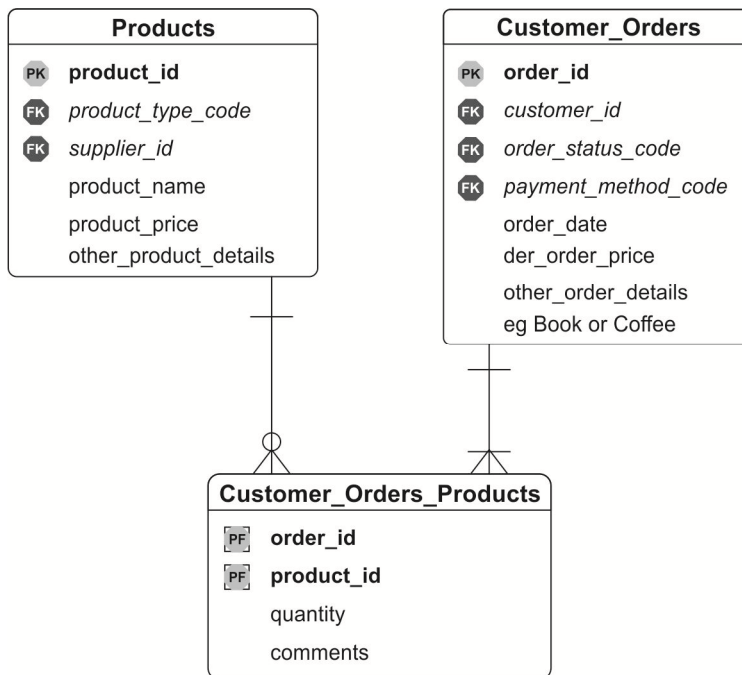 Products
PK product_id
FK product_type_code
FK supplier_id
product_name
product_price
other_product_details
Customer_Orders
PK order_id
FK customer_id
FK order_status_code
FK payment_method_code
order_date
der_order_price
other_order_details
eg Book or Coffee
Customer_Orders_Products
PF order_id
PF product_id
quantity
comments